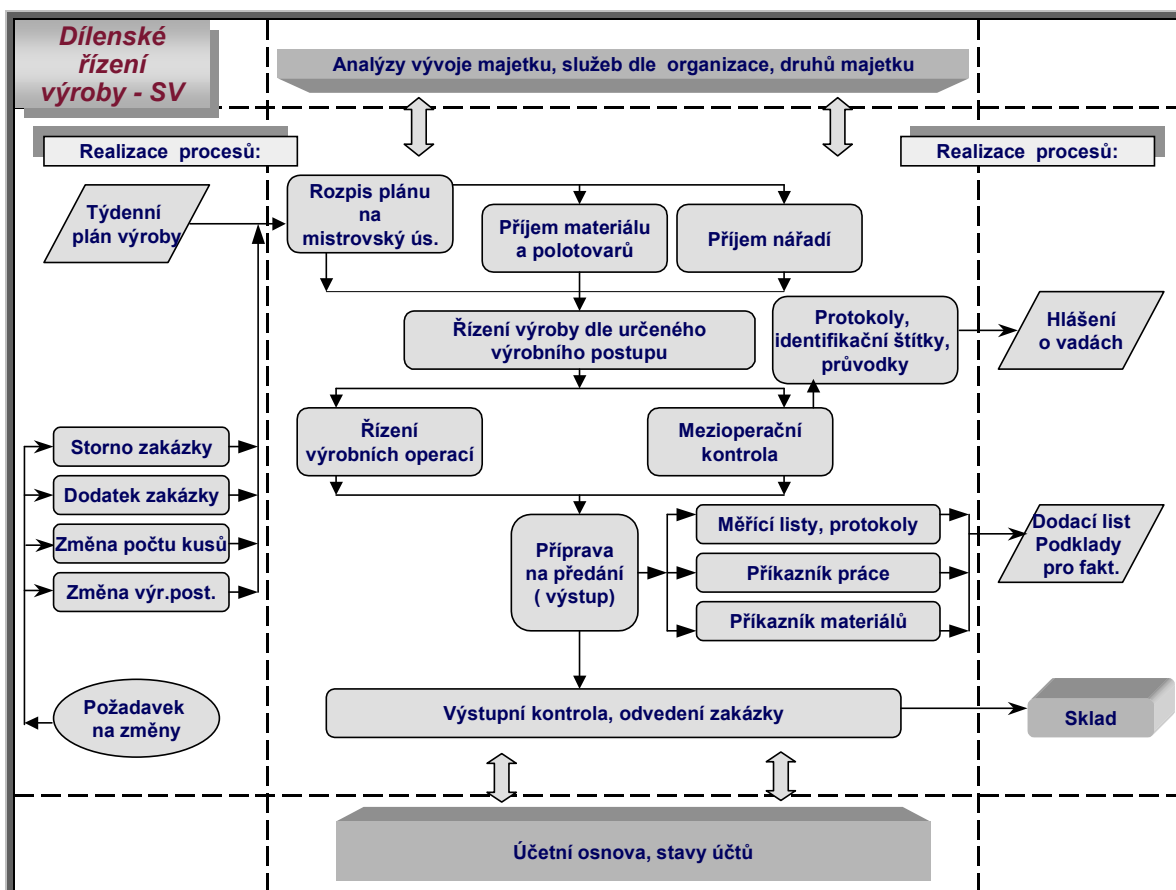 Dílenské
řízení
výroby - SV
Analýzy vývoje majetku, služeb dle organizace, druhů majetku
Realizace procesů:
Realizace procesů:
Týdenní
plán výroby
Rozpis plánu
na
mistrovský ús.
Příjem materiálu
a polotovarů
Příjem nářadí
Řízení výroby dle určeného
výrobního postupu
Protokoly,
identifikační štítky,
průvodky
Hlášení
o vadách
Řízení
výrobních operací
Mezioperační
kontrola
Storno zakázky
Dodatek zakázky
Změna počtu kusů
Změna výr.post.
Příprava
na předání
( výstup)
Měřící listy, protokoly
Příkazník práce
Příkazník materiálů
Dodací list
Podklady
pro fakt.
Požadavek
na změny
Výstupní kontrola, odvedení zakázky
Sklad
Účetní osnova, stavy účtů